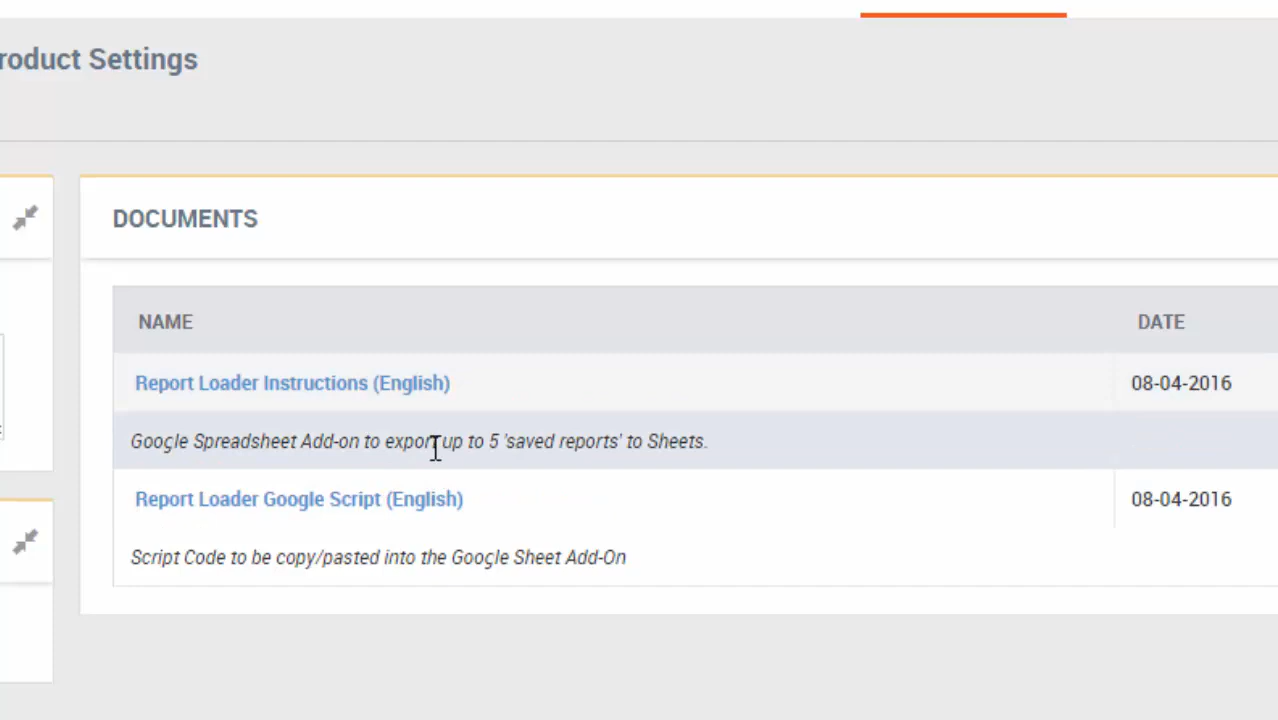 roduct Settings
DOCUMENTS
NAME DATE
Report Loader Instructions (English) 08-04-2016
Google Spreadsheet Add-on to export up to 5 'saved reports' to Sheets.
Report Loader Google Script (English) 08-04-2016
Script Code to be copy/pasted into the Google Sheet Add-On